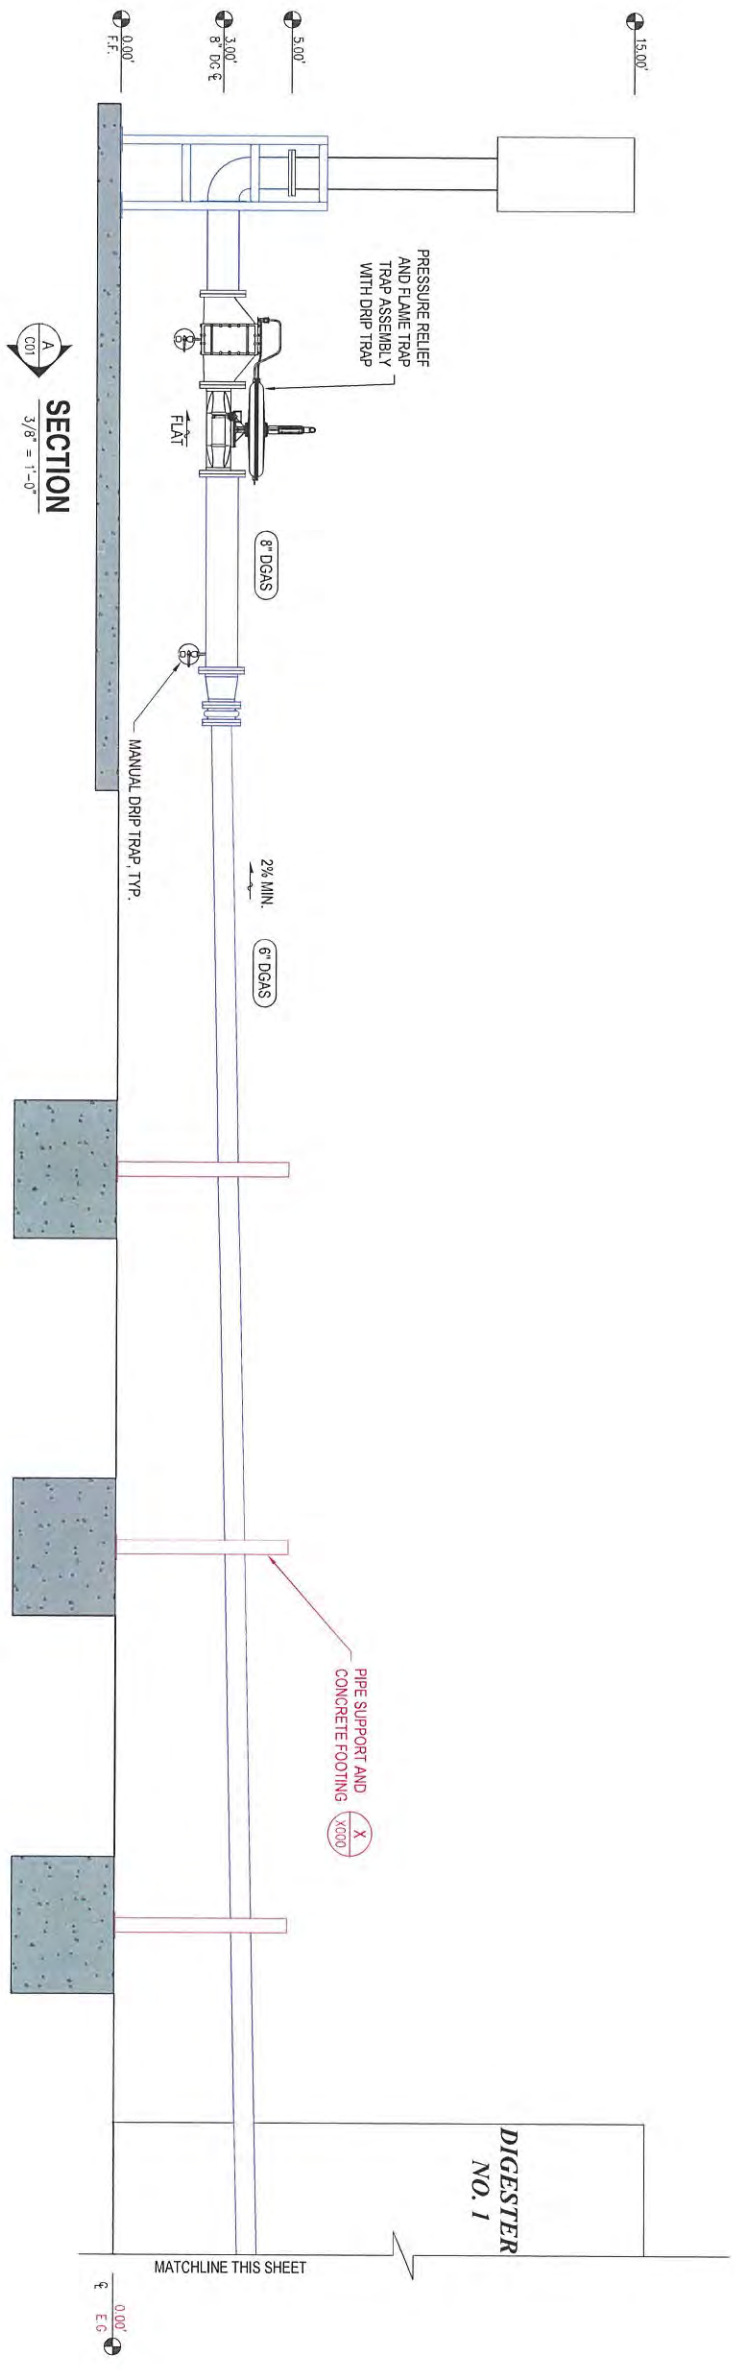 15.00'
5.00'
3.00'
8" DG ℄
0.00'
F.F.
PRESSURE RELIEF
AND FLAME TRAP
TRAP ASSEMBLY
WITH DRIP TRAP
FLAT
8" DGAS
MANUAL DRIP TRAP, TYP.
2% MIN.
6" DGAS
PIPE SUPPORT AND
CONCRETE FOOTING
X
X000
DIGESTER
NO. 1
MATCHLINE THIS SHEET
0.00'
℄ E.G
A
C01
SECTION
3/8" = 1'-0"